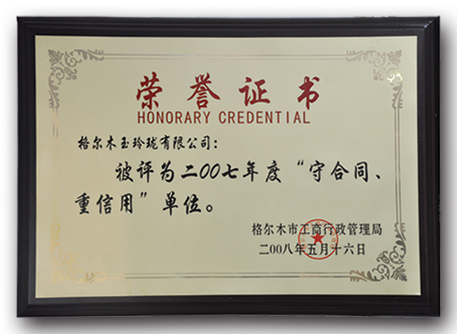 荣誉证书
HONORARY CREDENTIAL
格尔木玉玲珑有限公司：
被评为二00七年度“守合同、
重信用”单位。
格尔木市工商行政管理局
二00八年五月十六日